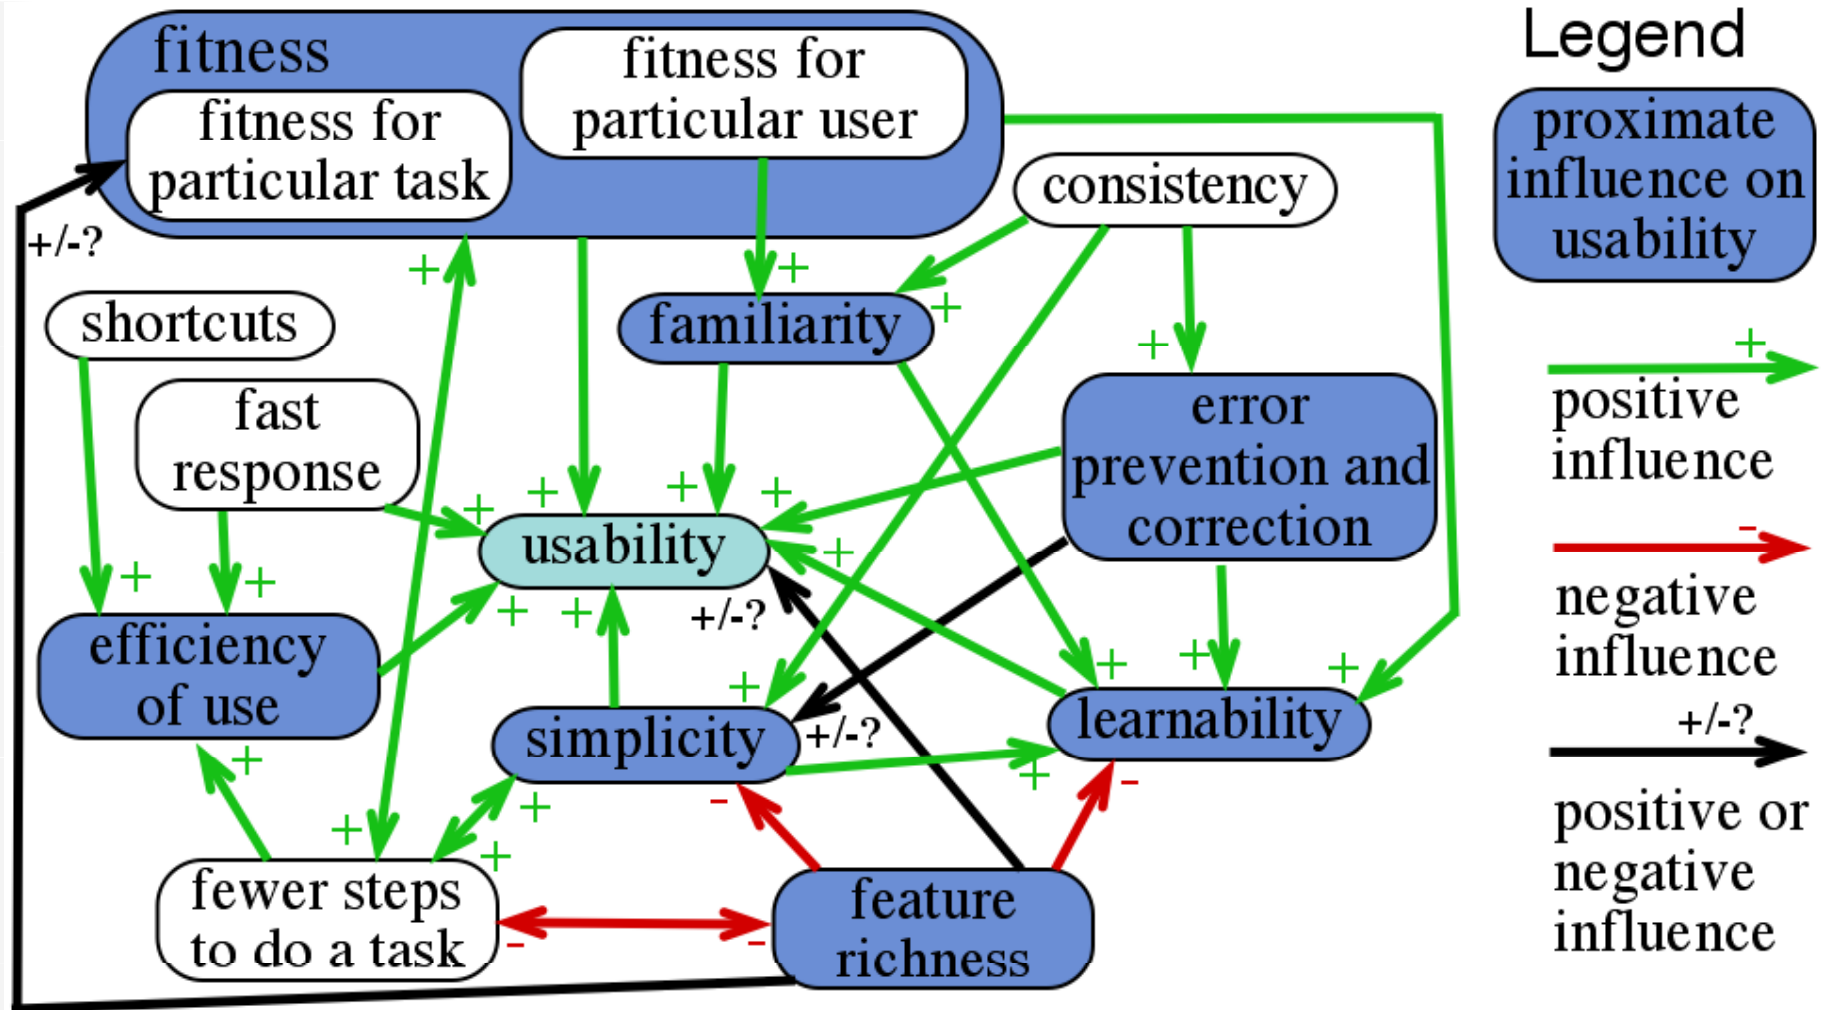 fitness
fitness for
particular task
fitness for
particular user
consistency
+/-?
+
shortcuts
+
familiarity
+
+
fast
response
error
prevention and
correction
+
+
+
+
usability
+
+/-?
+
+
+
+
efficiency
of use
+
simplicity
+/-?
+
+
+
learnability
+
+
-
-
+
+
+
fewer steps
to do a task
-
-
feature
richness
Legend
proximate
influence on
usability
+
positive
influence
-
negative
influence
+/-?
positive or
negative
influence